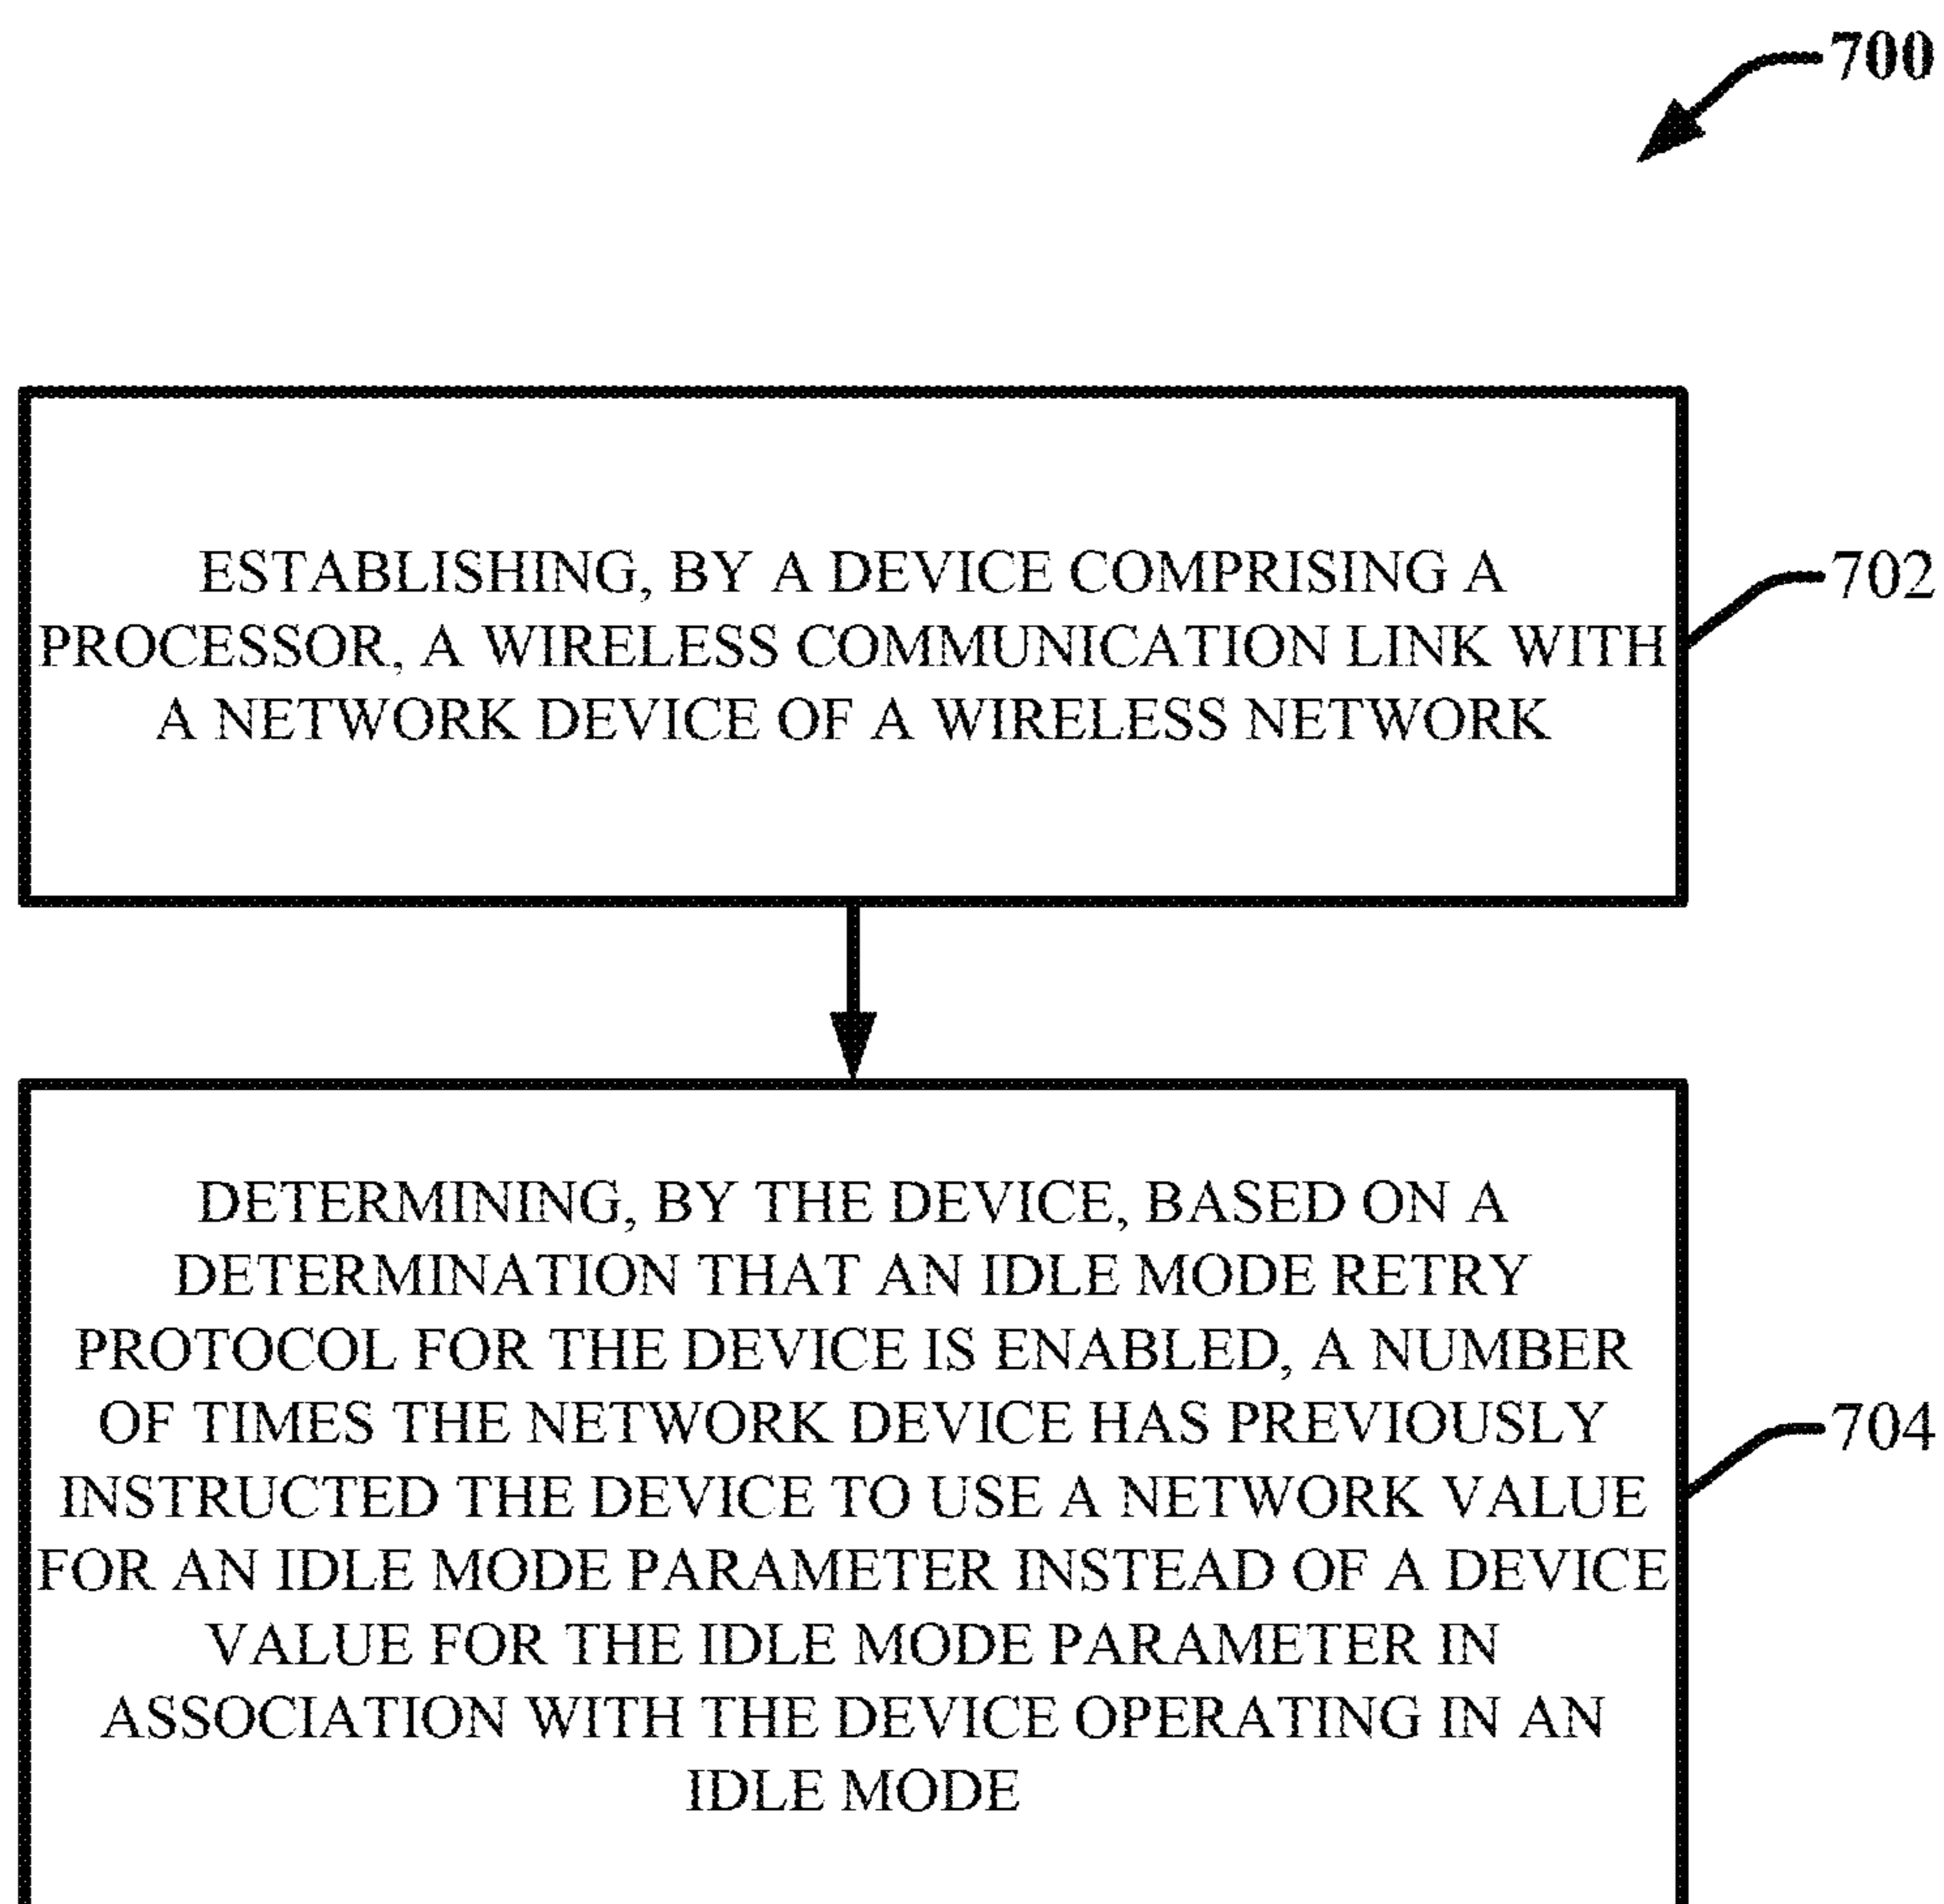 700
ESTABLISHING, BY A DEVICE COMPRISING A
PROCESSOR, A WIRELESS COMMUNICATION LINK WITH
A NETWORK DEVICE OF A WIRELESS NETWORK
702
DETERMINING, BY THE DEVICE, BASED ON A
DETERMINATION THAT AN IDLE MODE RETRY
PROTOCOL FOR THE DEVICE IS ENABLED, A NUMBER
OF TIMES THE NETWORK DEVICE HAS PREVIOUSLY
INSTRUCTED THE DEVICE TO USE A NETWORK VALUE
FOR AN IDLE MODE PARAMETER INSTEAD OF A DEVICE
VALUE FOR THE IDLE MODE PARAMETER IN
ASSOCIATION WITH THE DEVICE OPERATING IN AN
IDLE MODE
704